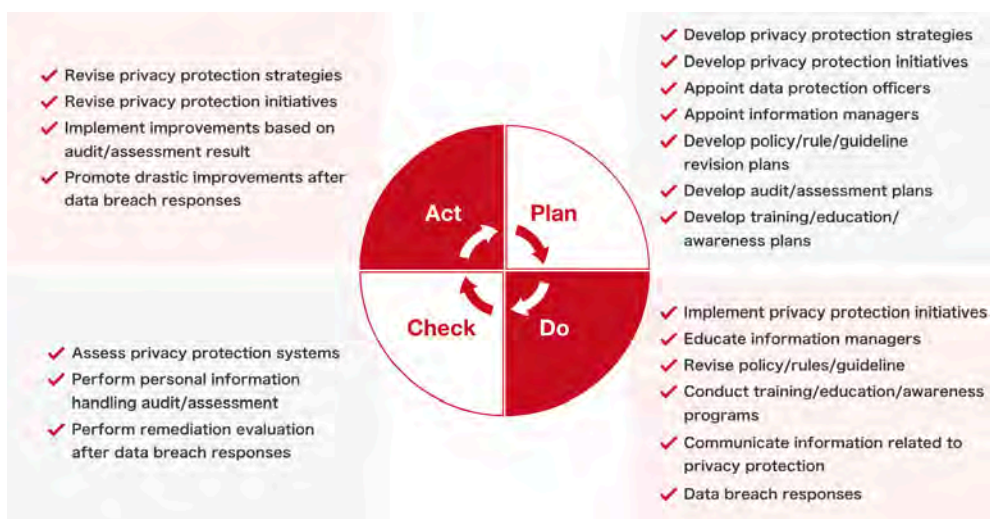 Revise privacy protection strategies
Revise privacy protection initiatives
Implement improvements based on
audit/assessment result
Promote drastic improvements after
data breach responses
Develop privacy protection strategies
Develop privacy protection initiatives
Appoint data protection officers
Appoint information managers
Develop policy/rule/guideline
revision plans
Develop audit/assessment plans
Develop training/education/
awareness plans
Act
Plan
Check
Do
Assess privacy protection systems
Perform personal information
handling audit/assessment
Perform remediation evaluation
after data breach responses
Implement privacy protection initiatives
Educate information managers
Revise policy/rules/guideline
Conduct training/education/awareness
programs
Communicate information related to
privacy protection
Data breach responses